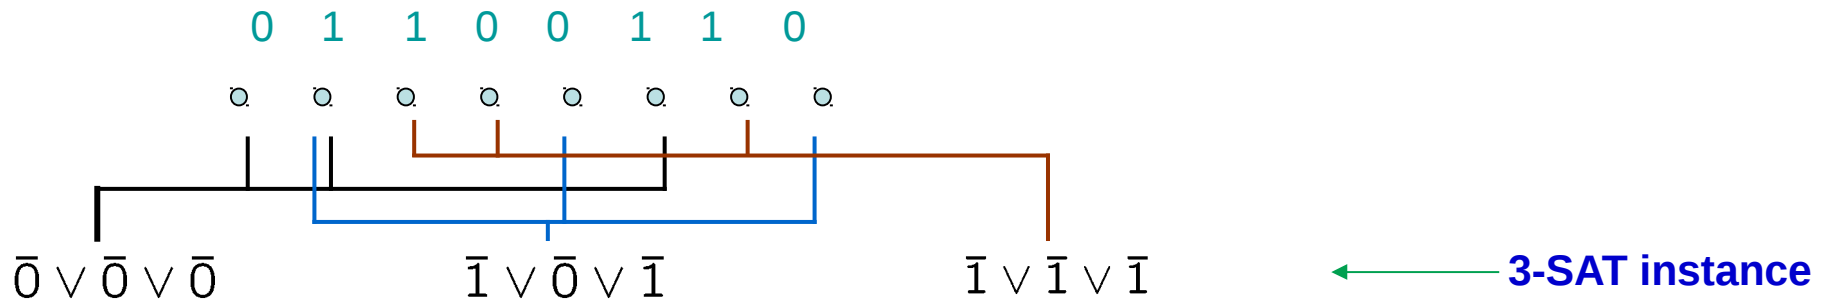 0 1 1 0 0 1 1 0
0̅ ∨ 0̅ ∨ 0̅ 1̅ ∨ 0̅ ∨ 1̅ 1̅ ∨ 1̅ ∨ 1̅ 3-SAT instance